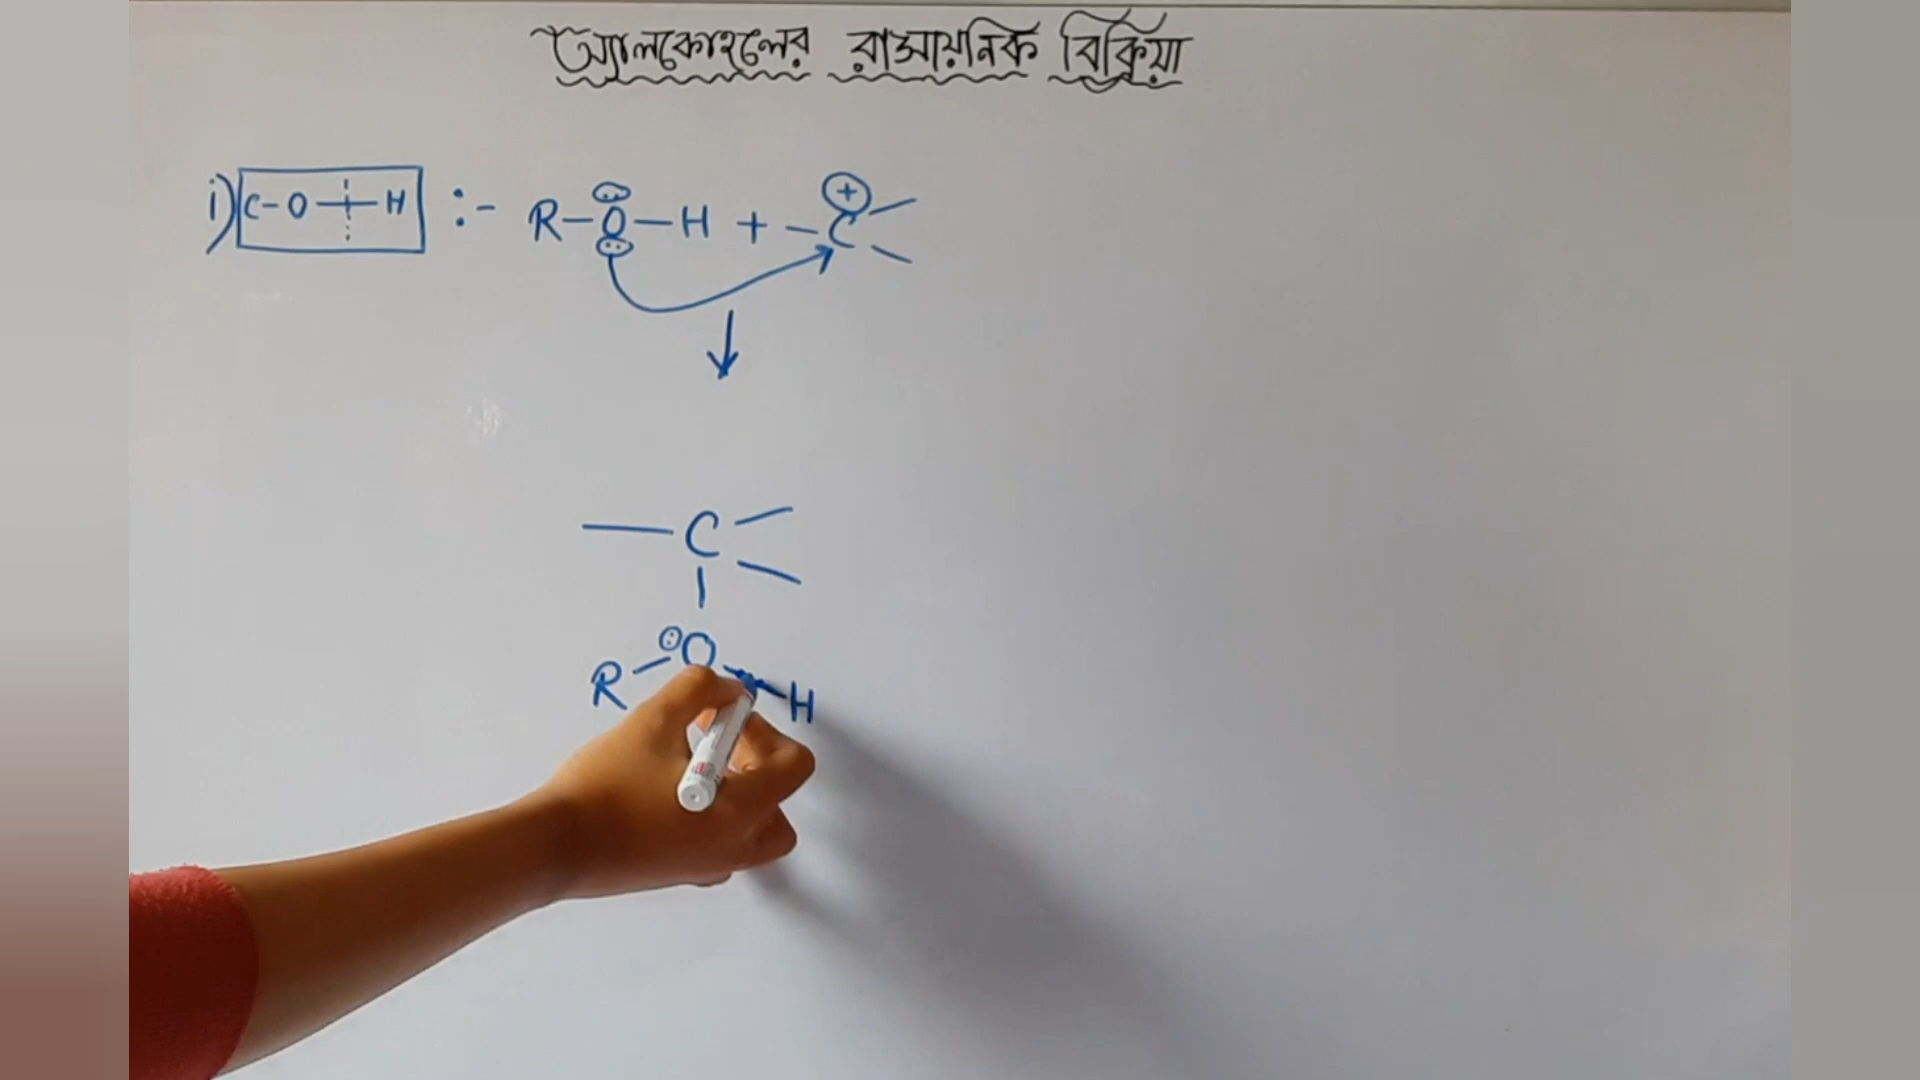 অ্যালকোহলের রাসায়নিক বিক্রিয়া
i) C-O-H :- R-O-H + -C
+
C
R-O-H